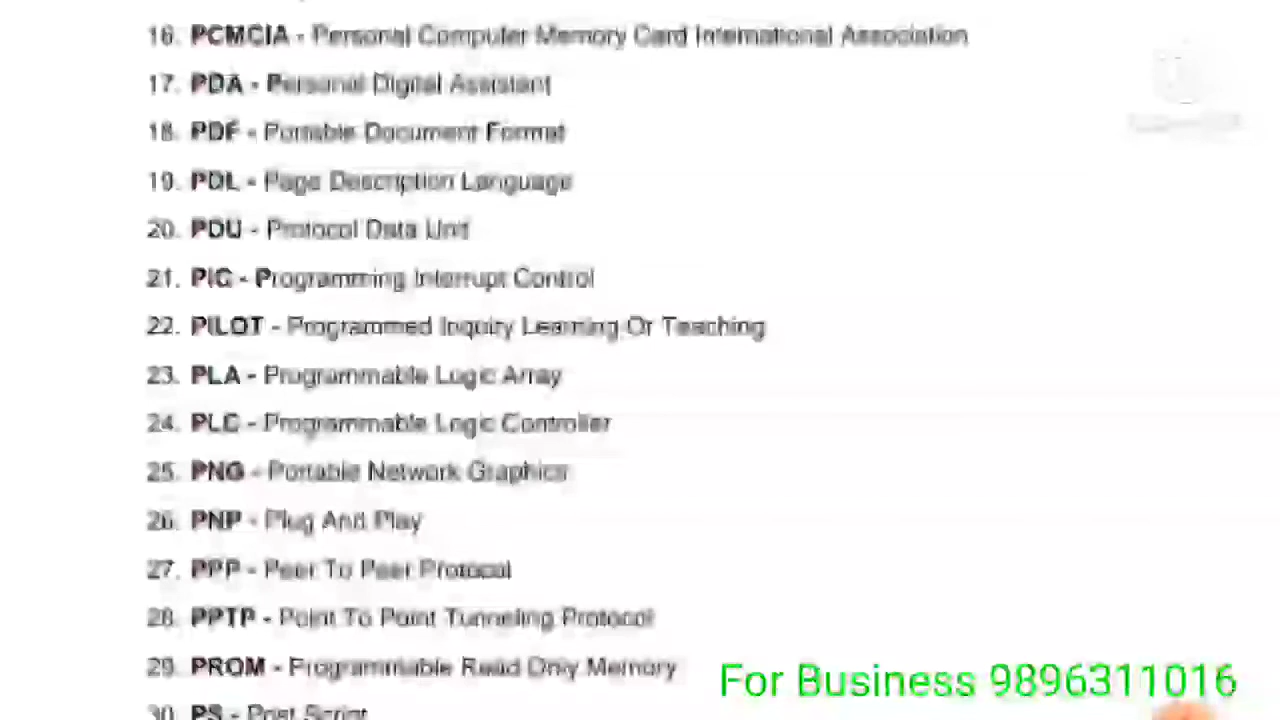 16. PCMCIA - Personal Computer Memory Card International Association
17. PDA - Personal Digital Assistant
18. PDF - Portable Document Format
19. PDL - Page Description Language
20. PDU - Protocol Data Unit
21. PIC - Programming Interrupt Control
22. PILOT - Programmed Inquiry Learning Or Teaching
23. PLA - Programmable Logic Array
24. PLC - Programmable Logic Controller
25. PNG - Portable Network Graphics
26. PNP - Plug And Play
27. PPP - Peer To Peer Protocol
28. PPTP - Point To Point Tunneling Protocol
29. PROM - Programmable Read Only Memory
For Business 9896311016
30. PS - Post Script